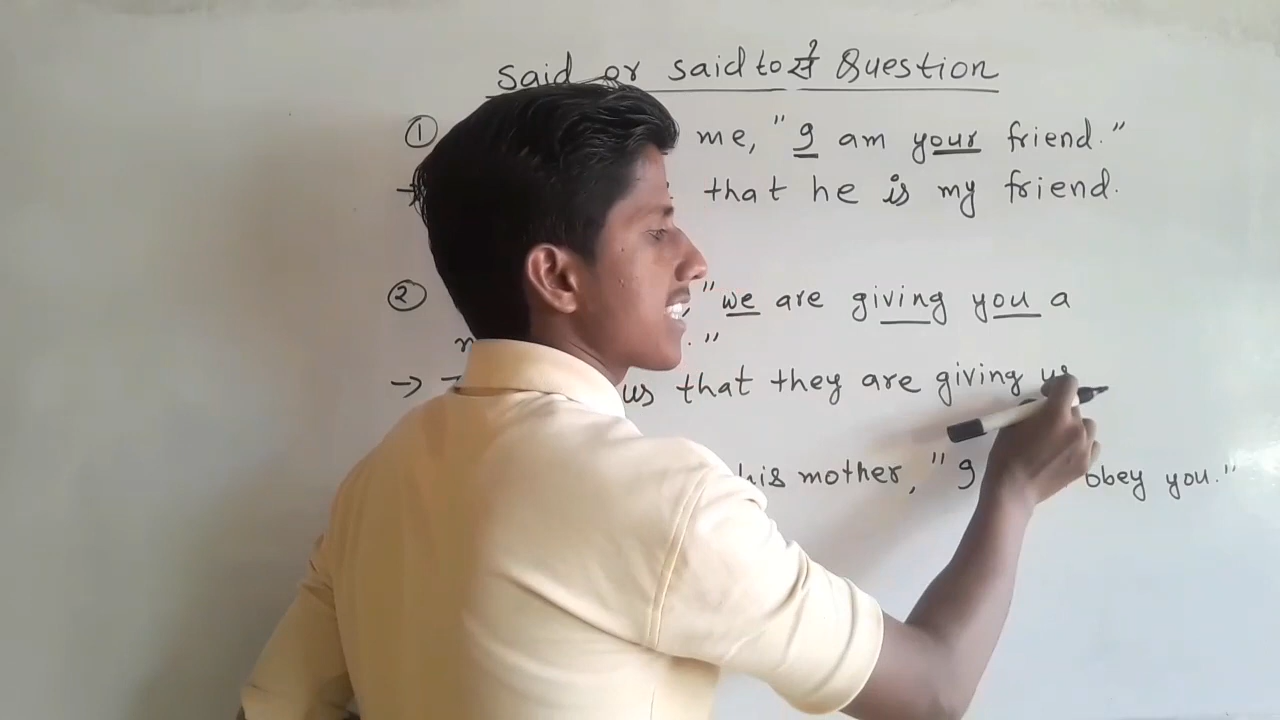 Said or said to से Question
① me, "I am your friend."
→ that he is my friend.
② "we are giving you a
."
→ us that they are giving us
his mother, "I obey you."